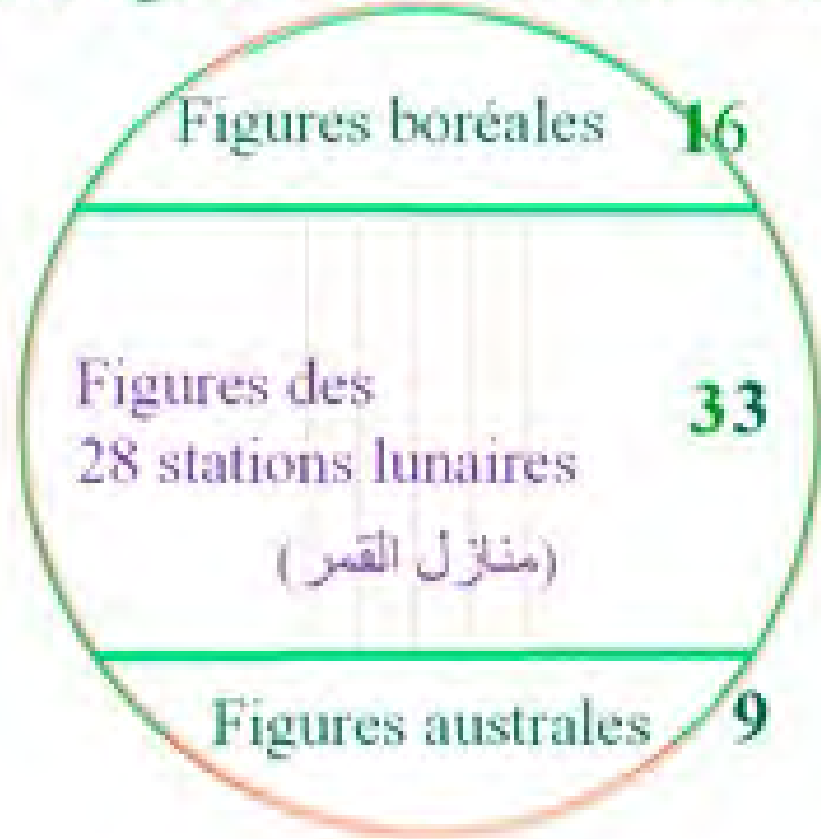 Figures boréales 16
Figures des
28 stations lunaires
33
(منازل القمر)
Figures australes 9